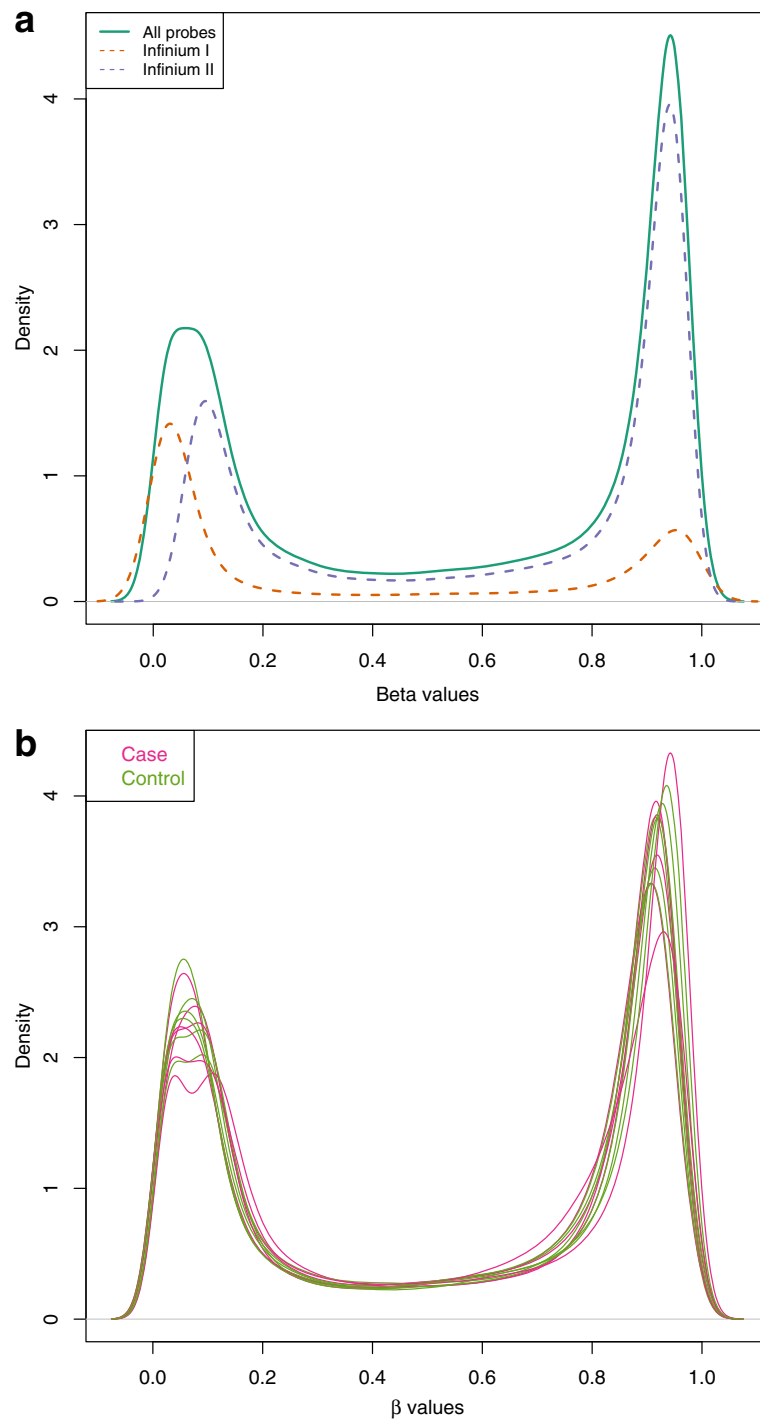 a
All probes
Infinium I
Infinium II
4
3
2
1
0
Density
0.0 0.2 0.4 0.6 0.8 1.0
Beta values
b
Case
Control
4
3
2
1
0
Density
0.0 0.2 0.4 0.6 0.8 1.0
β values